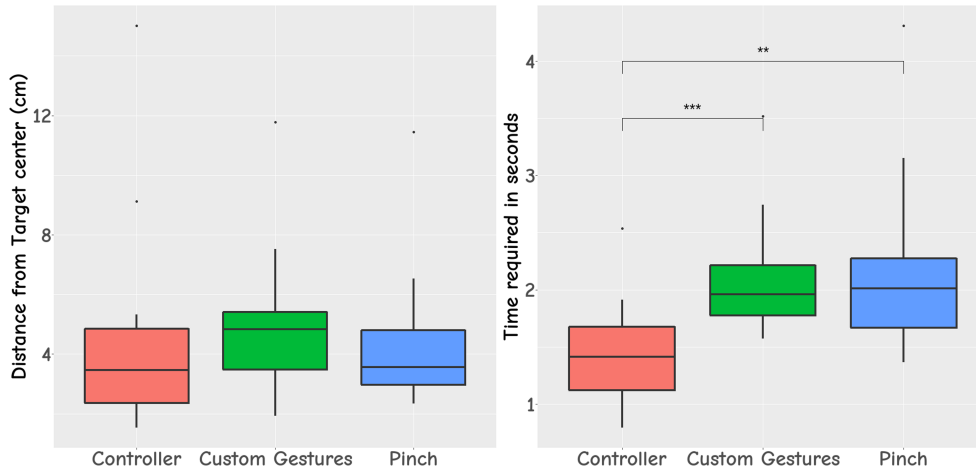 Distance from Target center (cm)
12
8
4
Controller Custom Gestures Pinch
Time required in seconds
4
3
2
1
**
***
Controller Custom Gestures Pinch